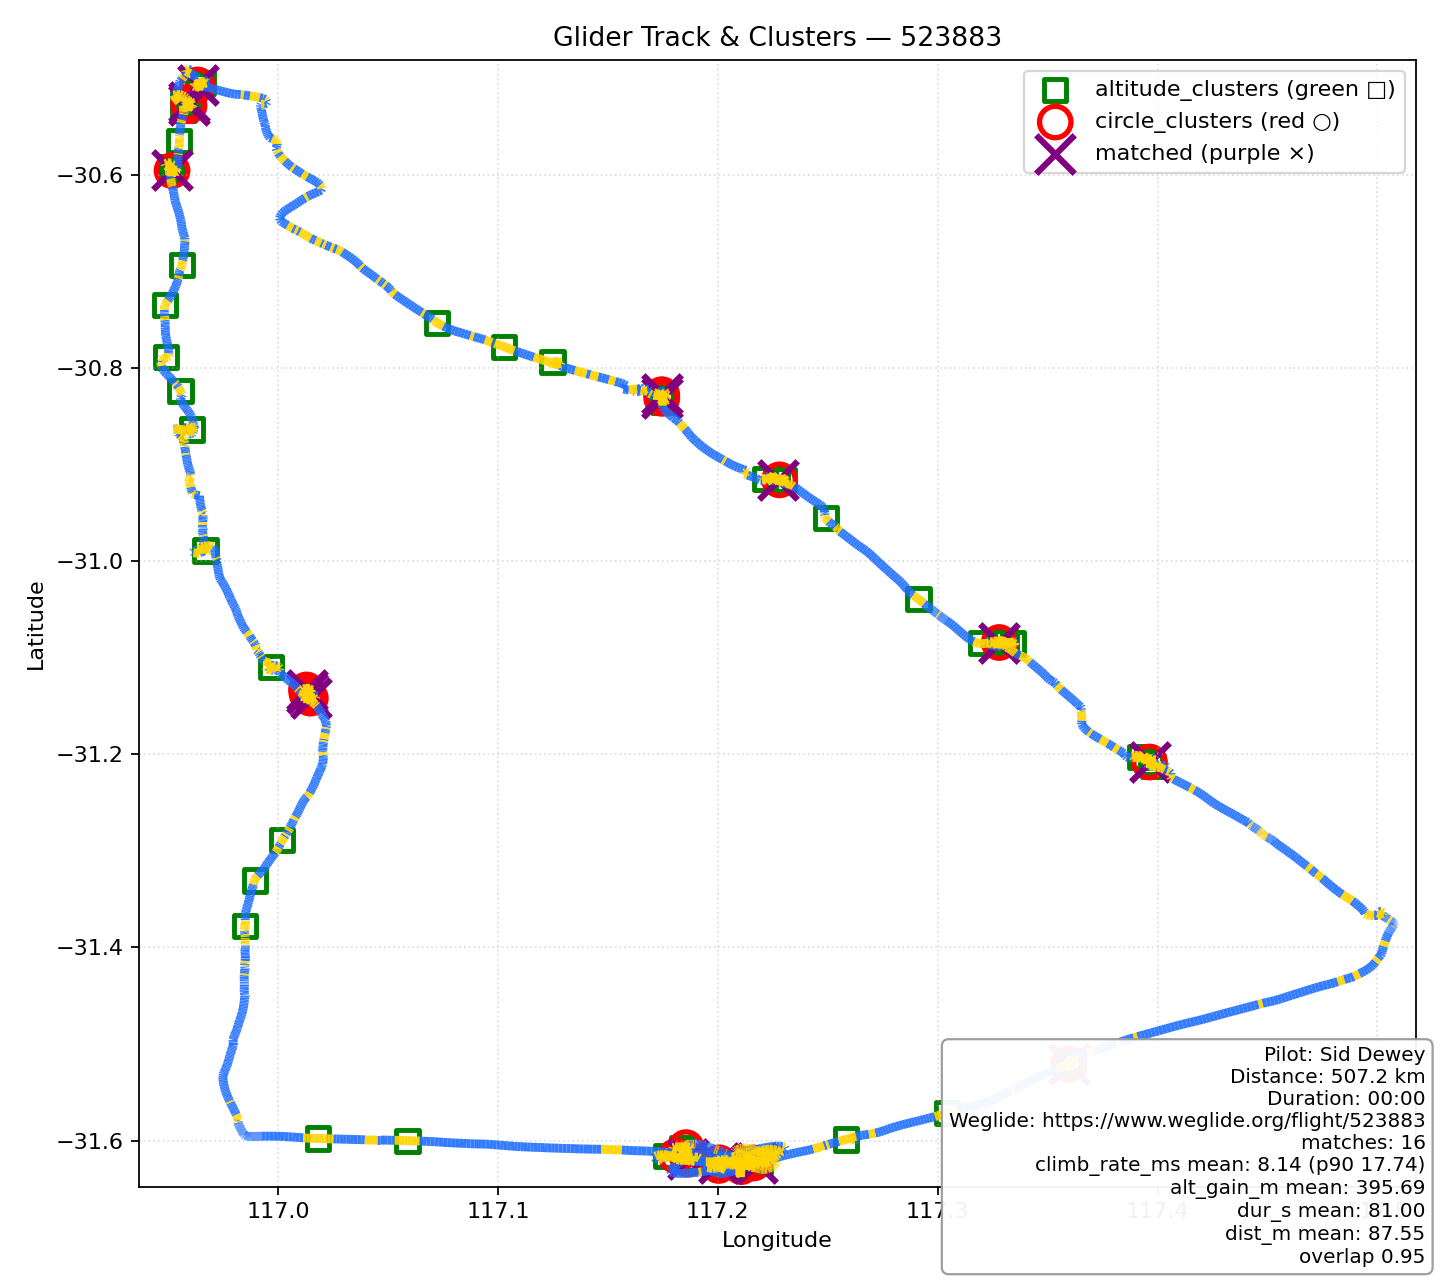 Glider Track & Clusters — 523883
altitude_clusters (green □)
circle_clusters (red ○)
matched (purple ×)
−30.6
−30.8
−31.0
−31.2
−31.4
−31.6
Latitude
117.0
117.1
117.2
117.3
117.4
Longitude
Pilot: Sid Dewey
Distance: 507.2 km
Duration: 00:00
Weglide: https://www.weglide.org/flight/523883
matches: 16
climb_rate_ms mean: 8.14 (p90 17.74)
alt_gain_m mean: 395.69
dur_s mean: 81.00
dist_m mean: 87.55
overlap 0.95